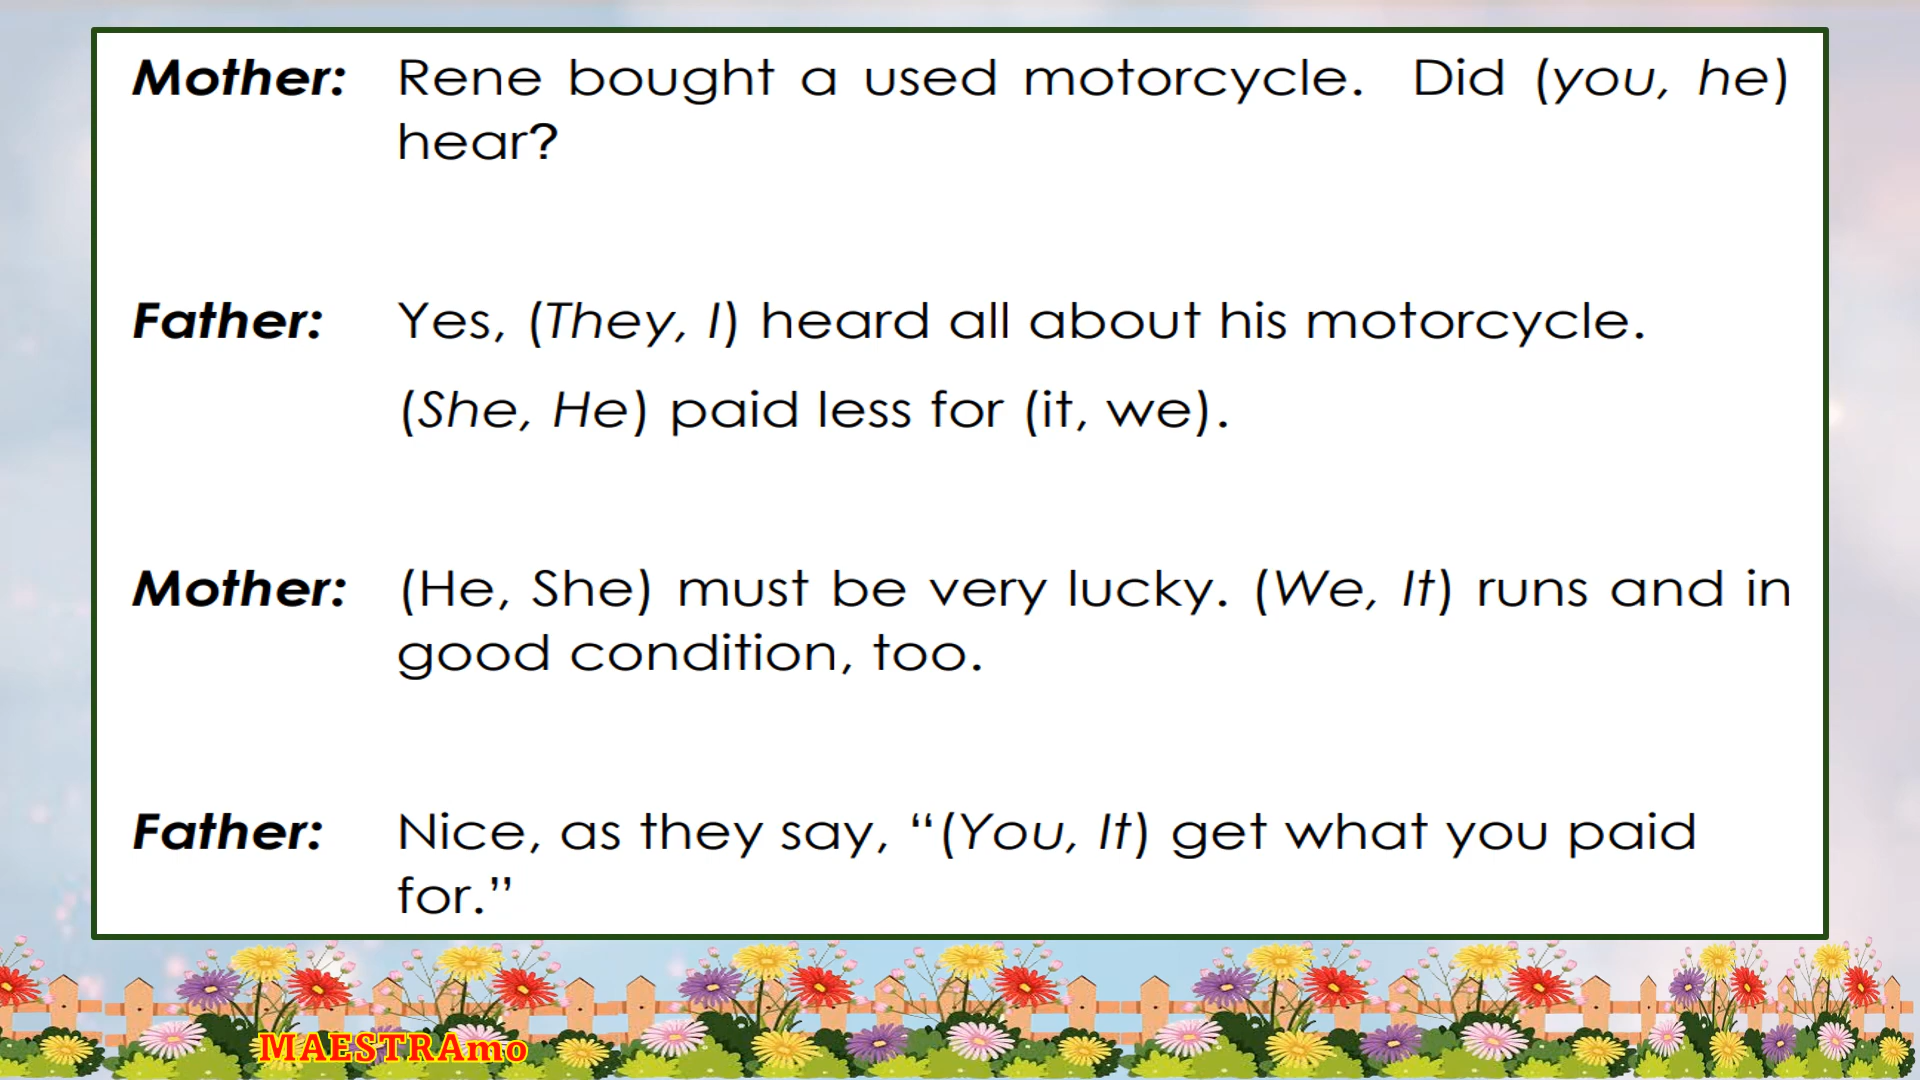 Mother: Rene bought a used motorcycle. Did (you, he)
hear?
Father: Yes, (They, I) heard all about his motorcycle.
(She, He) paid less for (it, we).
Mother: (He, She) must be very lucky. (We, It) runs and in
good condition, too.
Father: Nice, as they say, “(You, It) get what you paid
for.”
MAESTRAmo